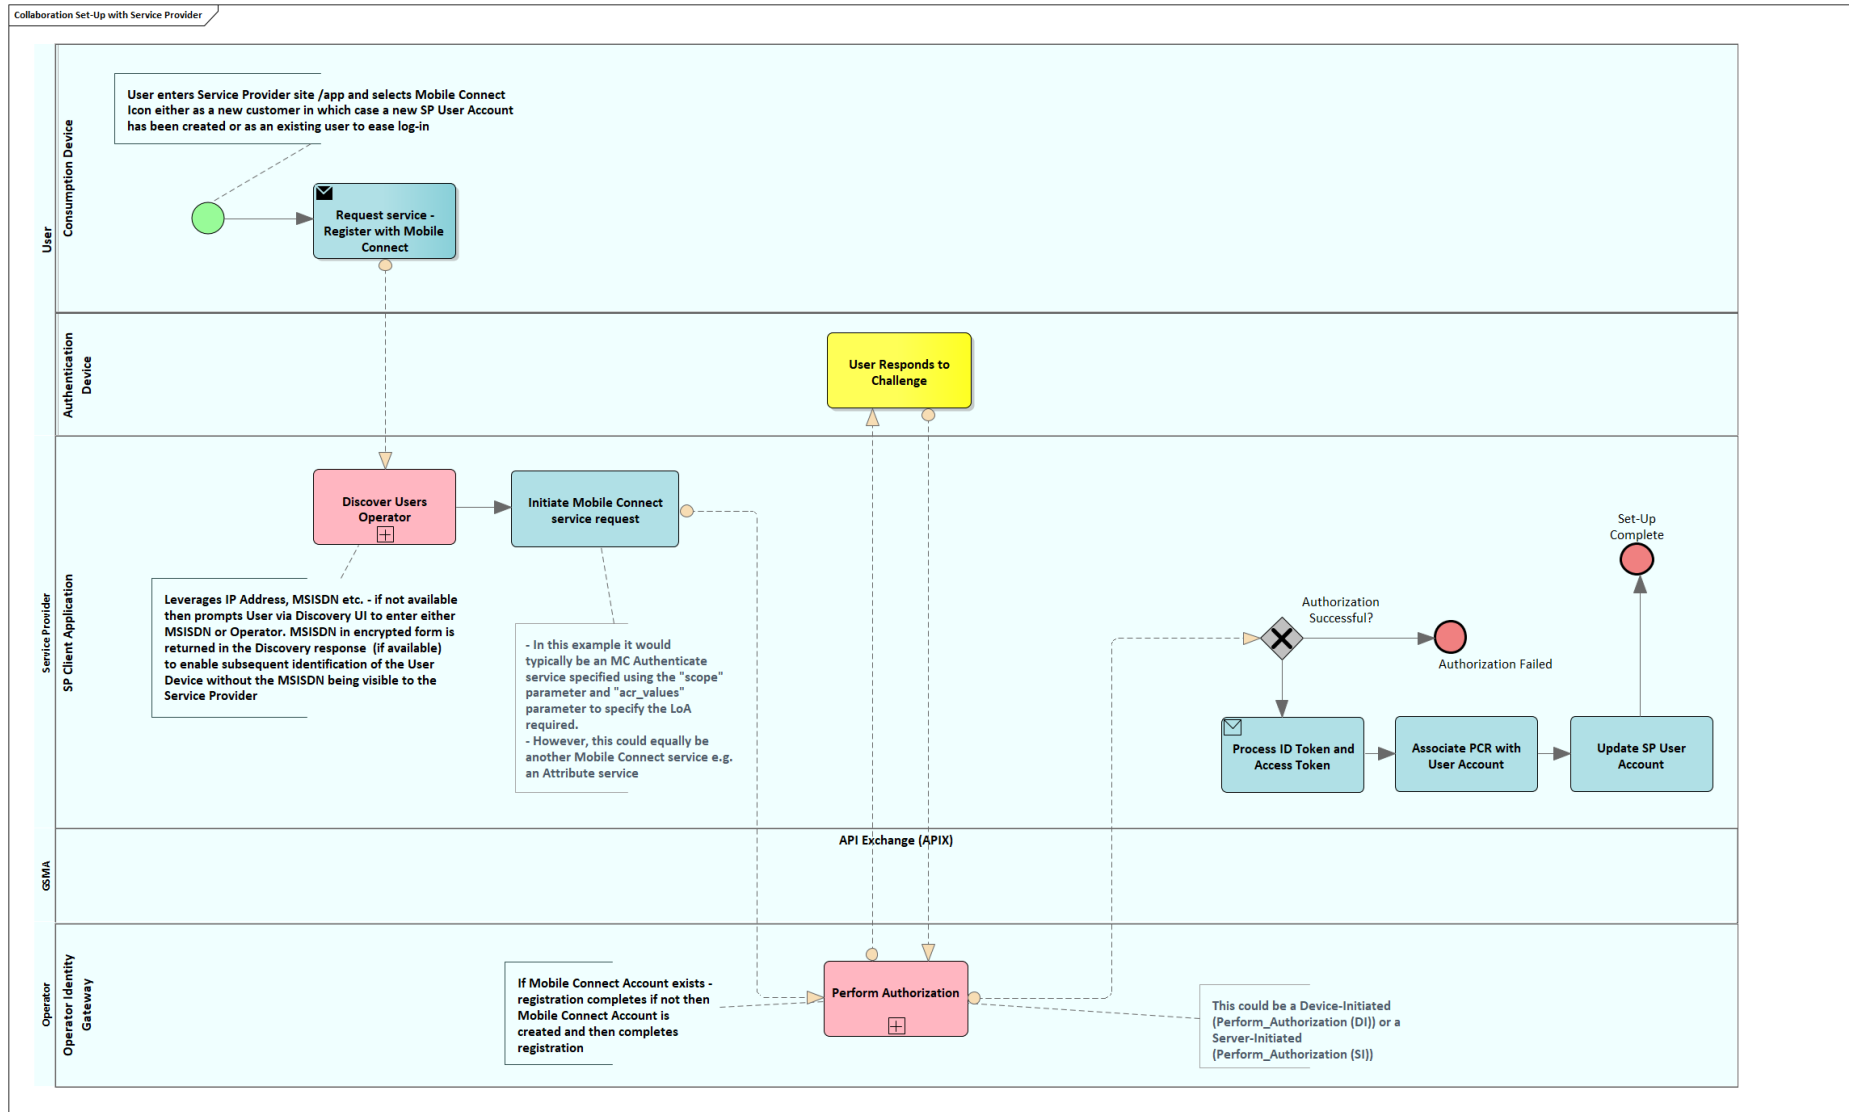 Collaboration Set-Up with Service Provider
User
Consumption Device
User enters Service Provider site /app and selects Mobile Connect
Icon either as a new customer in which case a new SP User Account
has been created or as an existing user to ease log-in
Request service -
Register with Mobile
Connect
Authentication
Device
User Responds to
Challenge
Service Provider
SP Client Application
Discover Users
Operator
Initiate Mobile Connect
service request
Leverages IP Address, MSISDN etc. - if not available
then prompts User via Discovery UI to enter either
MSISDN or Operator. MSISDN in encrypted form is
returned in the Discovery response  (if available)
to enable subsequent identification of the User
Device without the MSISDN being visible to the
Service Provider
- In this example it would
typically be an MC Authenticate
service specified using the "scope"
parameter and "acr_values"
parameter to specify the LoA
required.
- However, this could equally be
another Mobile Connect service e.g.
an Attribute service
Set-Up
Complete
Authorization
Successful?
Authorization Failed
Process ID Token and
Access Token
Associate PCR with
User Account
Update SP User
Account
GSMA
API Exchange (APIX)
Operator
Operator Identity
Gateway
If Mobile Connect Account exists -
registration completes if not then
Mobile Connect Account is
created and then completes
registration
Perform Authorization
This could be a Device-Initiated
(Perform_Authorization (DI)) or a
Server-Initiated
(Perform_Authorization (SI))